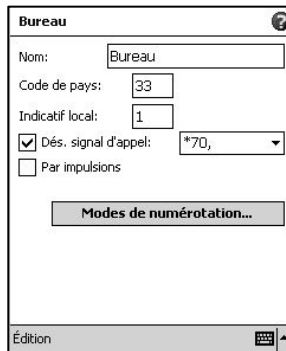 Bureau ?
Nom: Bureau
Code de pays: 33
Indicatif local: 1
Dés. signal d'appel: *70,
Par impulsions
Modes de numérotation...
Édition